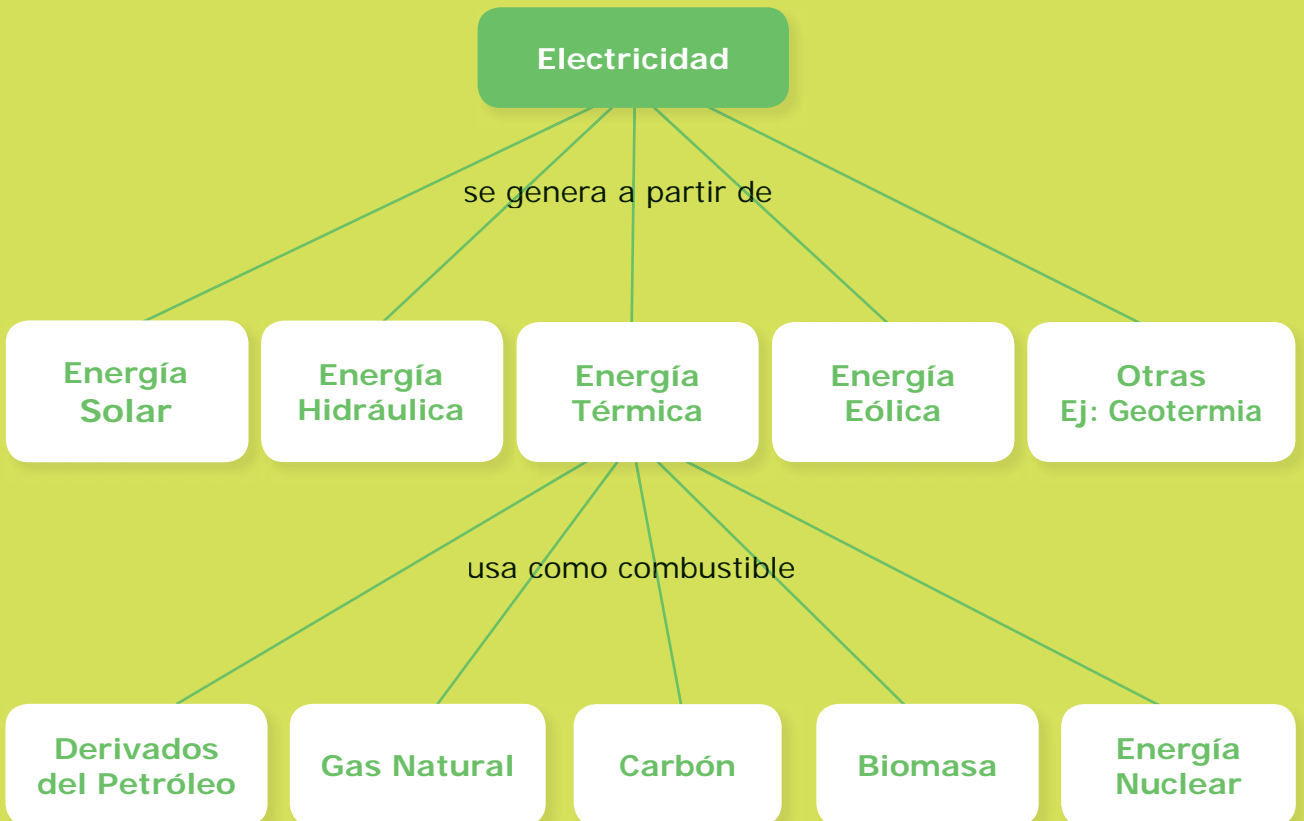 Electricidad
se genera a partir de
Energía
Solar
Energía
Hidráulica
Energía
Térmica
Energía
Eólica
Otras
Ej: Geotermia
usa como combustible
Derivados
del Petróleo
Gas Natural
Carbón
Biomasa
Energía
Nuclear